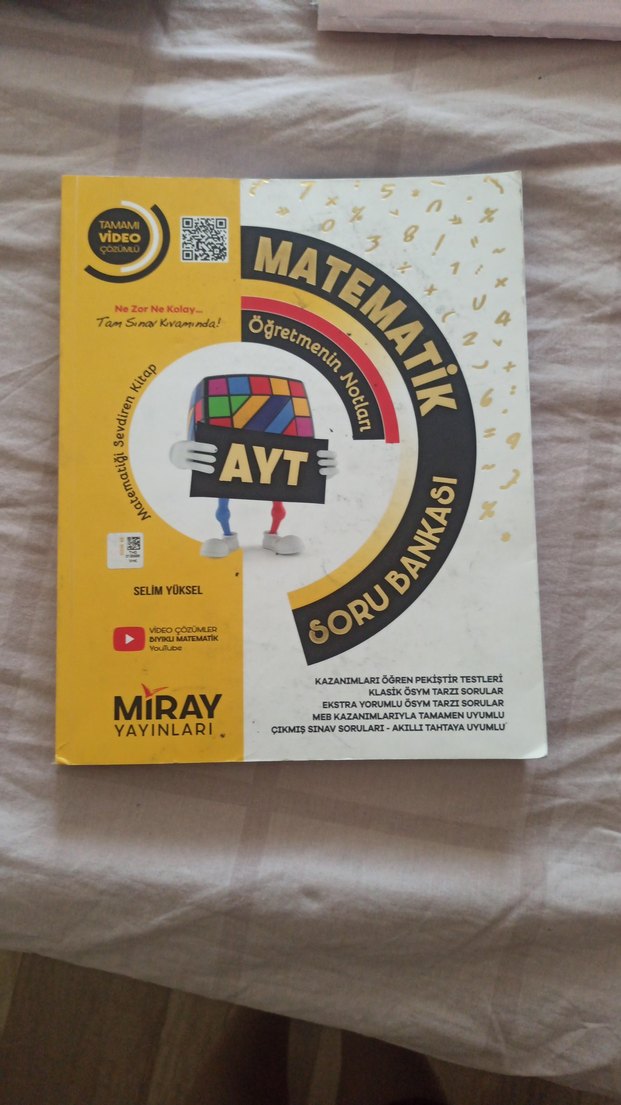 TAMAMI
VİDEO
ÇÖZÜMLÜ
Ne Zor Ne Kolay...
Tam Sınav Kıvamında!
MATEMATİK
Öğretmenin Notları
Matematiği Sevdiren Kitap
AYT
SORU BANKASI
SELİM YÜKSEL
VİDEO ÇÖZÜMLER
BIYIKLI MATEMATİK
YouTube
MİRAY
YAYINLARI
KAZANIMLARI ÖĞREN PEKİŞTİR TESTLERİ
KLASİK ÖSYM TARZI SORULAR
EKSTRA YORUMLU ÖSYM TARZI SORULAR
MEB KAZANIMLARIYLA TAMAMEN UYUMLU
ÇIKMIŞ SINAV SORULARI - AKILLI TAHTAYA UYUMLU